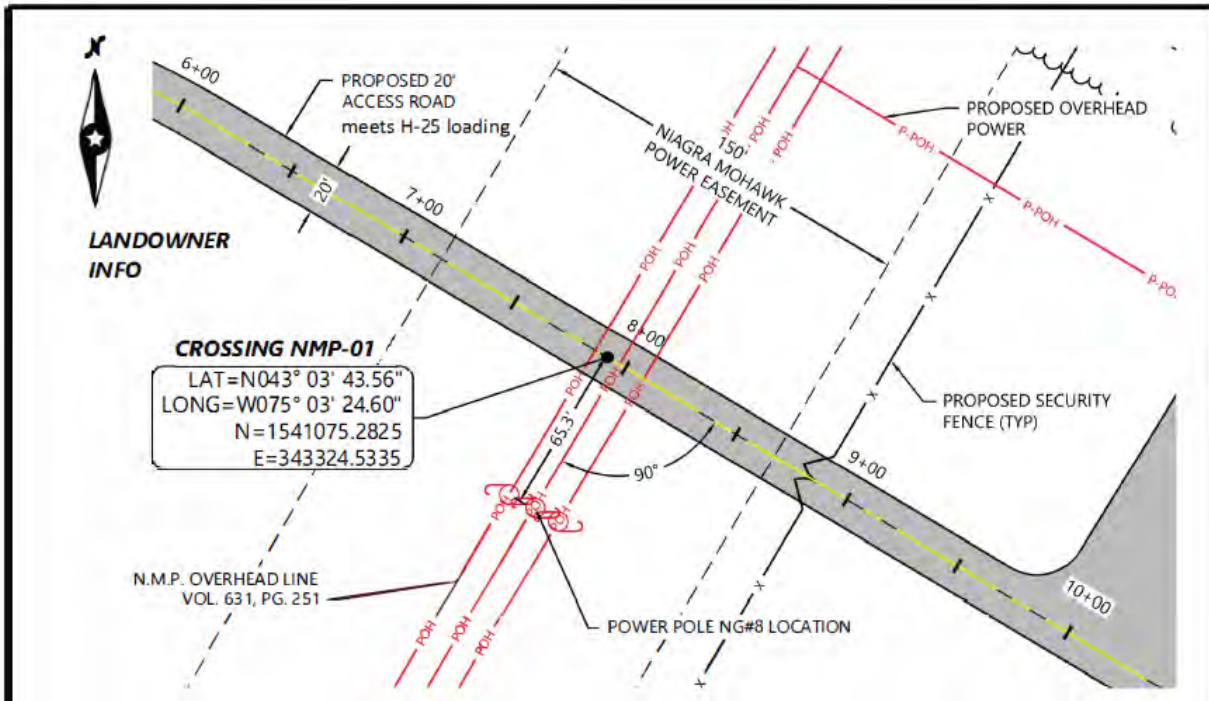 N
6+00
PROPOSED 20'
ACCESS ROAD
meets H-25 loading
20'
7+00
LANDOWNER
INFO
150'
NIAGRA MOHAWK
POWER EASEMENT
POH
POH
POH
POH
POH
POH
PROPOSED OVERHEAD
POWER
P-POH
P-POH
P-PO
X
X
X
CROSSING NMP-01
LAT=N043° 03' 43.56"
LONG=W075° 03' 24.60"
N=1541075.2825
E=343324.5335
8+00
POH
POH
POH
65.3'
90°
PROPOSED SECURITY
FENCE (TYP)
9+00
X
X
POH
POH
POH
N.M.P. OVERHEAD LINE
VOL. 631, PG. 251
POWER POLE NG#8 LOCATION
10+00
POH
POH
POH